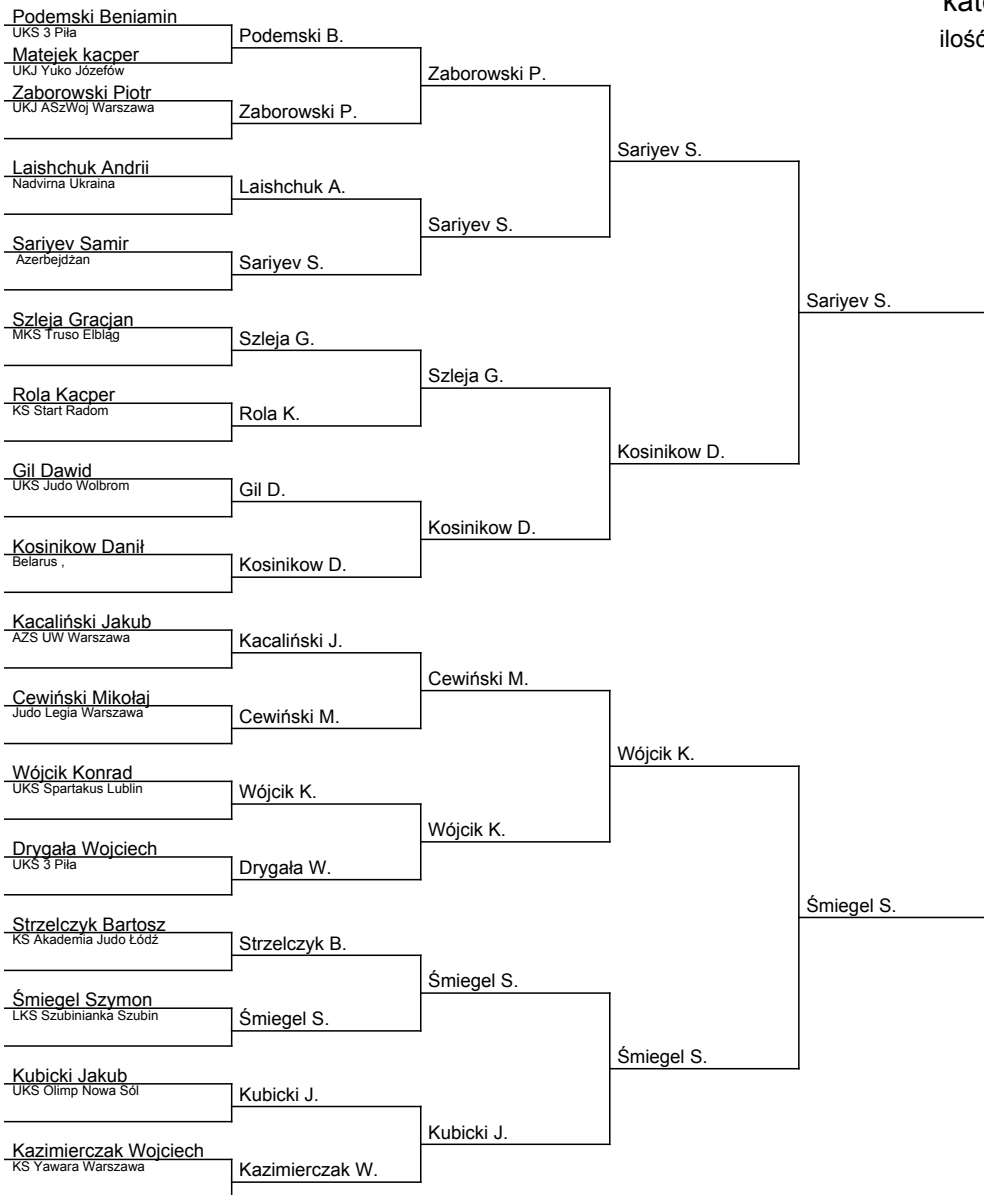 kat
ilość
Podemski Beniamin
UKS 3 Piła
Matejek kacper
UKJ Yuko Józefów
Zaborowski Piotr
UKJ ASzWoj Warszawa
Laishchuk Andrii
Nadvirna Ukraina
Sariyev Samir
Azerbejdżan
Szleja Gracjan
MKS Truso Elbląg
Rola Kacper
KS Start Radom
Gil Dawid
UKS Judo Wolbrom
Kosinikow Danił
Belarus ,
Kacaliński Jakub
AZS UW Warszawa
Cewiński Mikołaj
Judo Legia Warszawa
Wójcik Konrad
UKS Spartakus Lublin
Drygała Wojciech
UKS 3 Piła
Strzelczyk Bartosz
KS Akademia Judo Łódź
Śmiegel Szymon
LKS Szubinianka Szubin
Kubicki Jakub
UKS Olimp Nowa Sól
Kazimierczak Wojciech
KS Yawara Warszawa
Podemski B.
Zaborowski P.
Laishchuk A.
Sariyev S.
Szleja G.
Rola K.
Gil D.
Kosinikow D.
Kacaliński J.
Cewiński M.
Wójcik K.
Drygała W.
Strzelczyk B.
Śmiegel S.
Kubicki J.
Kazimierczak W.
Zaborowski P.
Sariyev S.
Szleja G.
Kosinikow D.
Cewiński M.
Wójcik K.
Śmiegel S.
Kubicki J.
Sariyev S.
Kosinikow D.
Wójcik K.
Śmiegel S.
Sariyev S.
Śmiegel S.